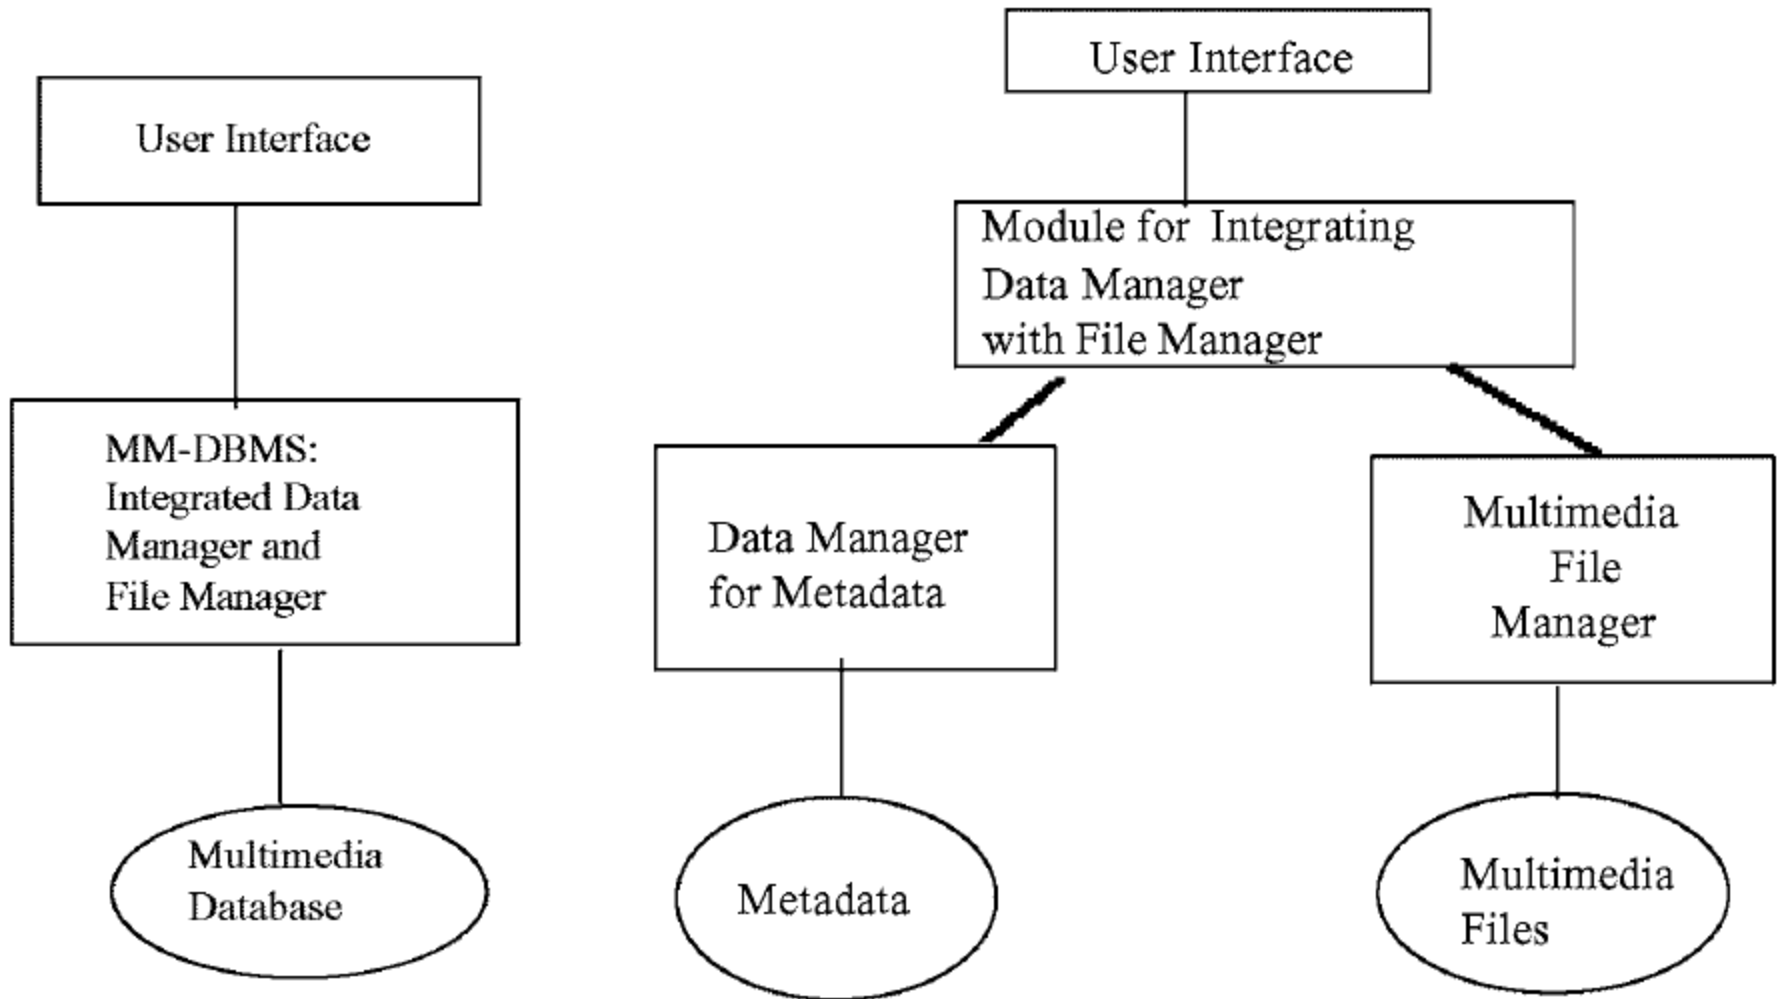 User Interface
MM-DBMS:
Integrated Data
Manager and
File Manager
Multimedia
Database
User Interface
Module for Integrating
Data Manager
with File Manager
Data Manager
for Metadata
Metadata
Multimedia
File
Manager
Multimedia
Files